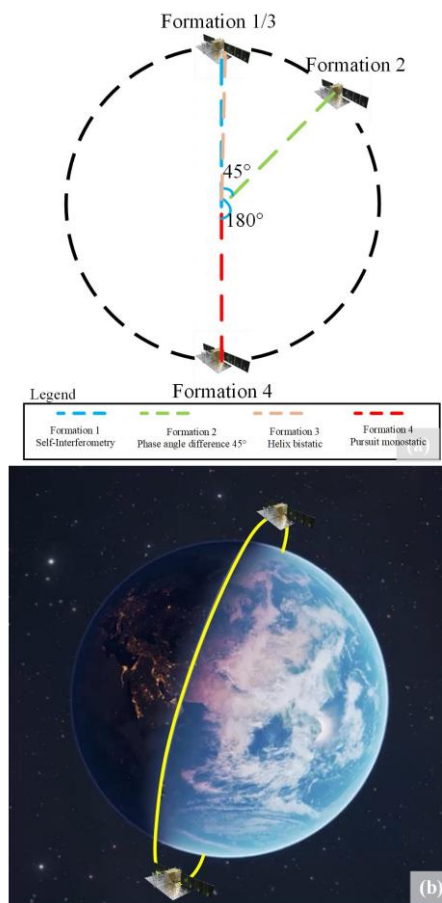 Formation 1/3
Formation 2
45°
180°
Formation 4
Legend
Formation 1 Formation 2 Formation 3 Formation 4
Self-Interferometry Phase angle difference 45° Helix bistatic Pursuit monostatic
(a)
(b)